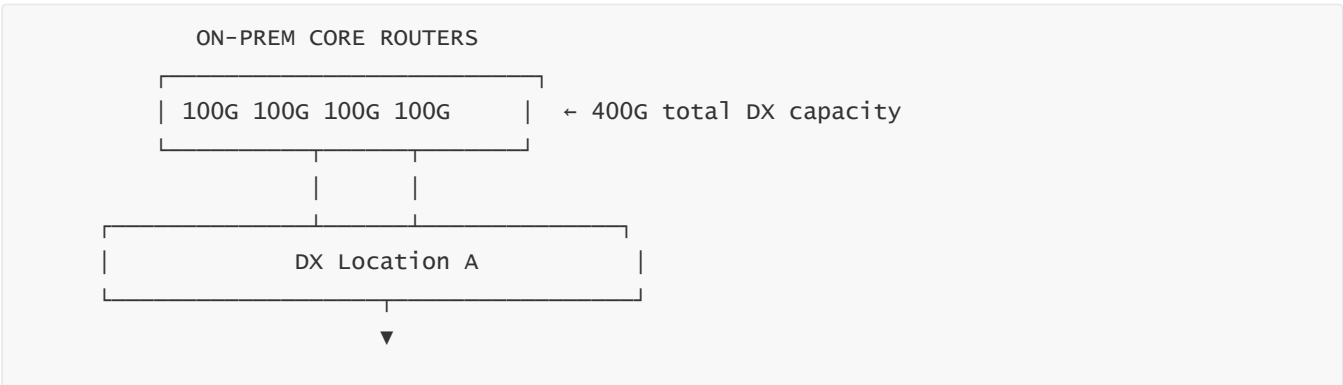 ON-PREM CORE ROUTERS
100G 100G 100G 100G ← 400G total DX capacity
DX Location A
▼